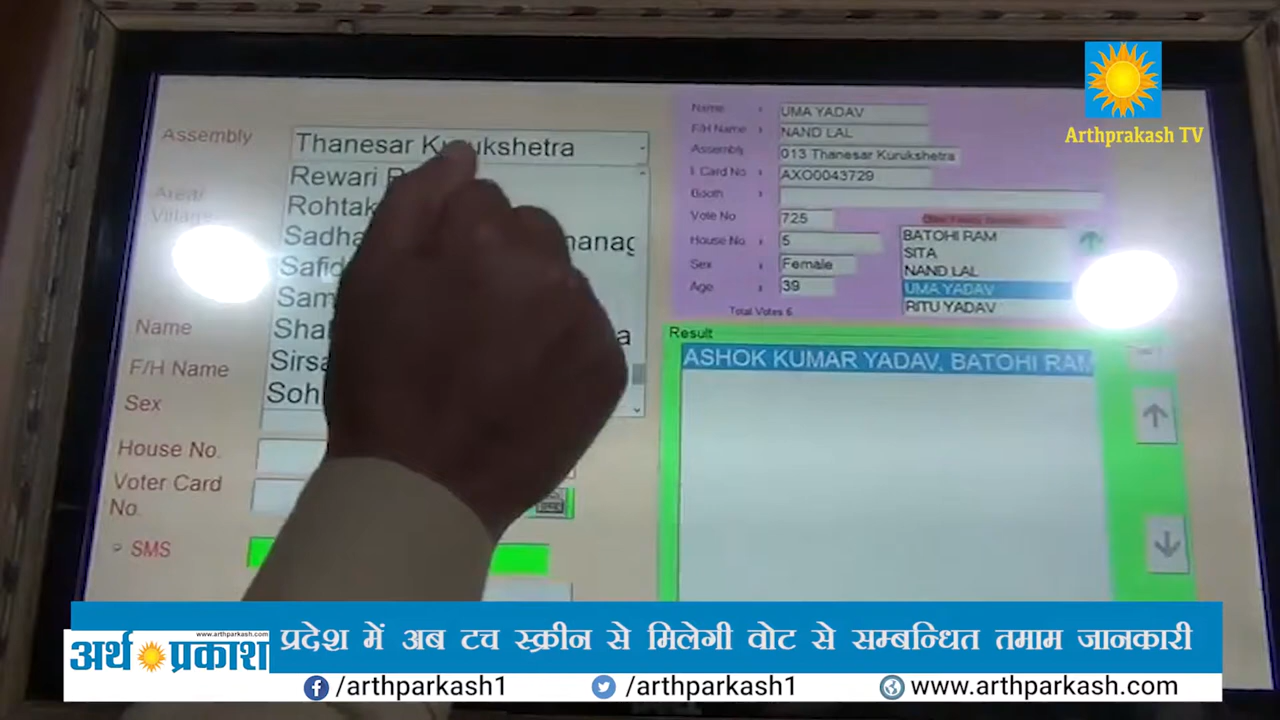 Assembly
Thanesar Kurukshetra
Rewari
Rohtak
Name
F/H Name
Sex
House No.
Voter Card
No.
SMS
Name : UMA YADAV
F/H Name : NAND LAL
Assembly : 013 Thanesar Kurukshetra
I. Card No : AXO0043729
Booth :
Vote No 725
House No : 5
Sex : Female
Age : 39
Total Votes 6
BATOHI RAM
SITA
NAND LAL
UMA YADAV
RITU YADAV
Result
ASHOK KUMAR YADAV, BATOHI RAM
Arthprakash TV
प्रदेश में अब टच स्क्रीन से मिलेगी वोट से सम्बन्धित तमाम जानकारी
www.arthparkash.com
अर्थ प्रकाश
/arthparkash1
/arthparkash1
www.arthparkash.com